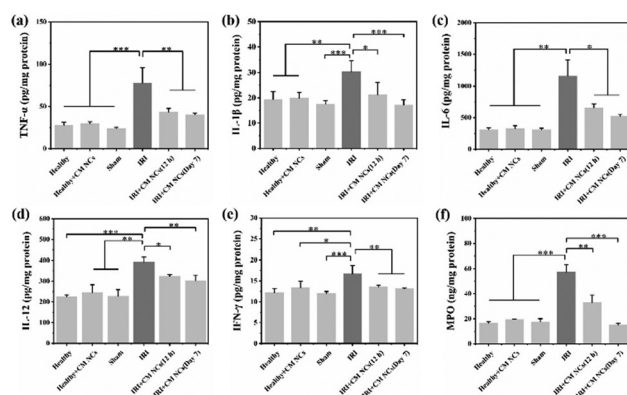 (a)
TNF-α (pg/mg protein)
100
75
50
25
0
***
**
Healthy
Healthy+CM NCs
Sham
IRI
IRI+CM NCs(12 h)
IRI+CM NCs(Day 7)
(b)
IL-1β (pg/mg protein)
50
40
30
20
10
0
***
**
*
***
Healthy
Healthy+CM NCs
Sham
IRI
IRI+CM NCs(12 h)
IRI+CM NCs(Day 7)
(c)
IL-6 (pg/mg protein)
1800
1500
1200
900
600
300
0
**
*
Healthy
Healthy+CM NCs
Sham
IRI
IRI+CM NCs(12 h)
IRI+CM NCs(Day 7)
(d)
IL-12 (pg/mg protein)
600
500
400
300
200
100
0
***
**
**
*
Healthy
Healthy+CM NCs
Sham
IRI
IRI+CM NCs(12 h)
IRI+CM NCs(Day 7)
(e)
IFN-γ (pg/mg protein)
30
25
20
15
10
5
0
**
*
**
***
Healthy
Healthy+CM NCs
Sham
IRI
IRI+CM NCs(12 h)
IRI+CM NCs(Day 7)
(f)
MPO (ng/mg protein)
100
80
60
40
20
0
***
***
**
Healthy
Healthy+CM NCs
Sham
IRI
IRI+CM NCs(12 h)
IRI+CM NCs(Day 7)